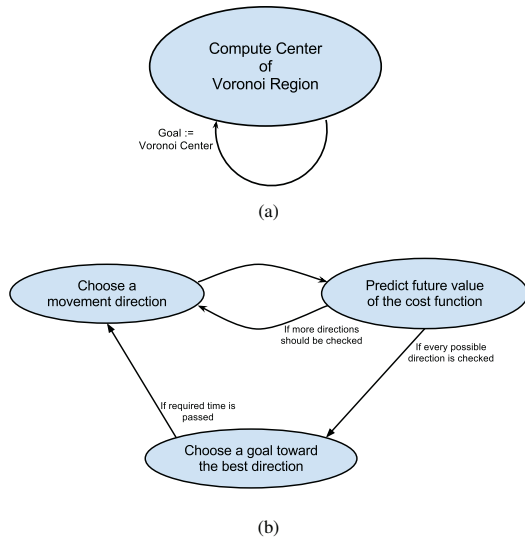 Compute Center
of
Voronoi Region
Goal :=
Voronoi Center
(a)
Choose a
movement direction
Predict future value
of the cost function
If more directions
should be checked
If every possible
direction is checked
If required time is
passed
Choose a goal toward
the best direction
(b)